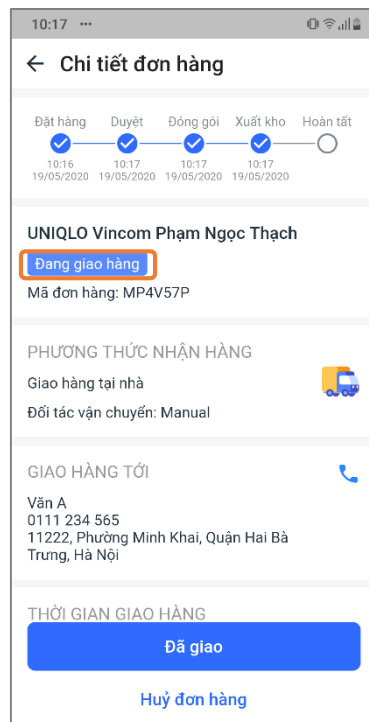 10:17 ...
Chi tiết đơn hàng
Đặt hàng Duyệt Đóng gói Xuất kho Hoàn tất
10:16 10:17 10:17 10:17
19/05/2020 19/05/2020 19/05/2020 19/05/2020
UNIQLO Vincom Phạm Ngọc Thạch
Đang giao hàng
Mã đơn hàng: MP4V57P
PHƯƠNG THỨC NHẬN HÀNG
Giao hàng tại nhà
Đối tác vận chuyển: Manual
GIAO HÀNG TỚI
Văn A
0111 234 565
11222, Phường Minh Khai, Quận Hai Bà
Trưng, Hà Nội
THỜI GIAN GIAO HÀNG
Đã giao
Huỷ đơn hàng